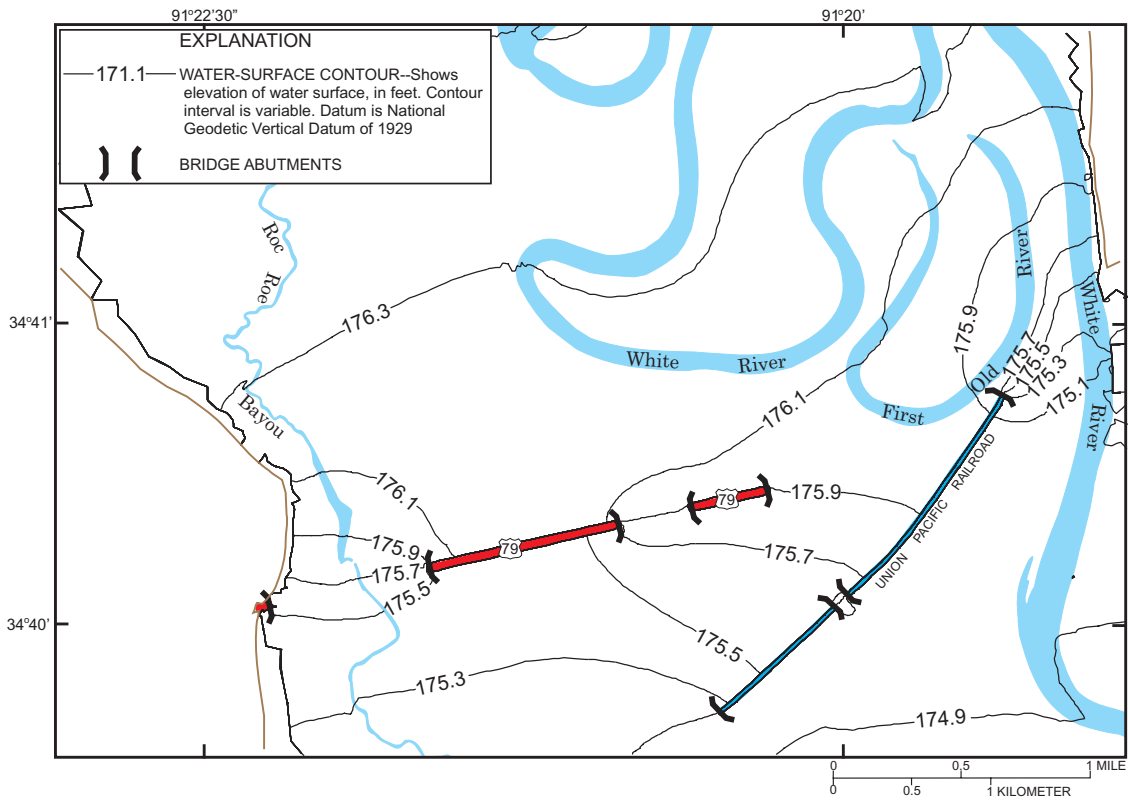 91°22'30"
91°20'
EXPLANATION
171.1
WATER-SURFACE CONTOUR--Shows
elevation of water surface, in feet. Contour
interval is variable. Datum is National
Geodetic Vertical Datum of 1929
BRIDGE ABUTMENTS
Roc
Roe
Bayou
34°41'
34°40'
176.3
White
River
First
Old
River
White
River
175.9
175.7
175.5
175.3
175.1
176.1
176.1
175.9
175.7
175.5
79
79
175.9
175.7
UNION PACIFIC RAILROAD
175.5
175.3
174.9
0 0.5 1 MILE
0 0.5 1 KILOMETER